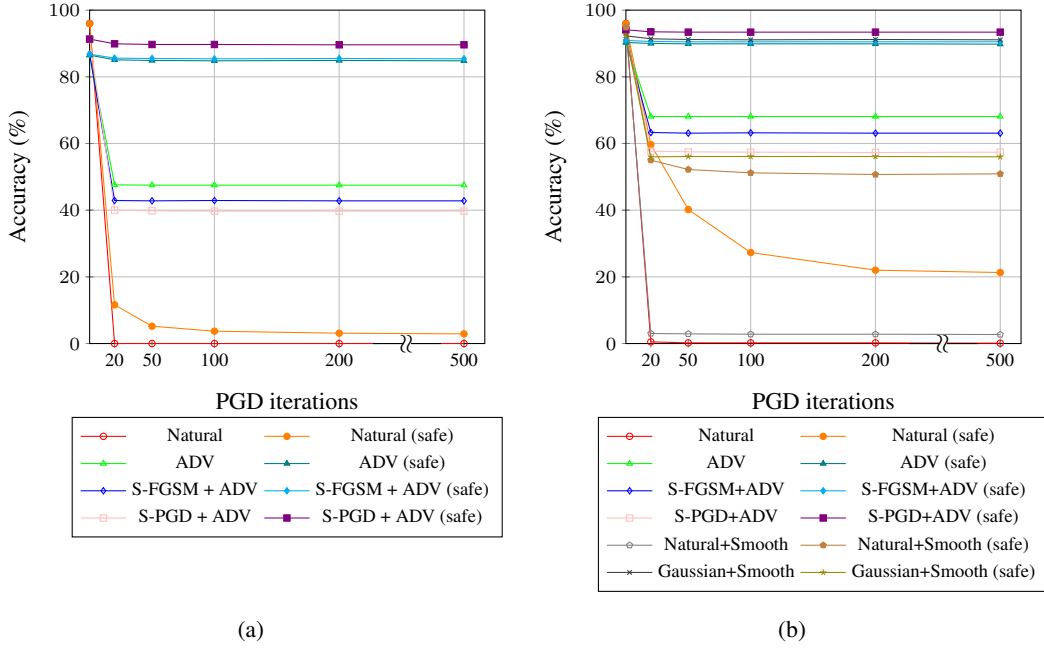 100
80
60
40
20
0
Accuracy (%)
20 50 100 200 500
PGD iterations
Natural Natural (safe)
ADV ADV (safe)
S-FGSM + ADV S-FGSM + ADV (safe)
S-PGD + ADV S-PGD + ADV (safe)
(a)
100
80
60
40
20
0
Accuracy (%)
20 50 100 200 500
PGD iterations
Natural Natural (safe)
ADV ADV (safe)
S-FGSM+ADV S-FGSM+ADV (safe)
S-PGD+ADV S-PGD+ADV (safe)
Natural+Smooth Natural+Smooth (safe)
Gaussian+Smooth Gaussian+Smooth (safe)
(b)